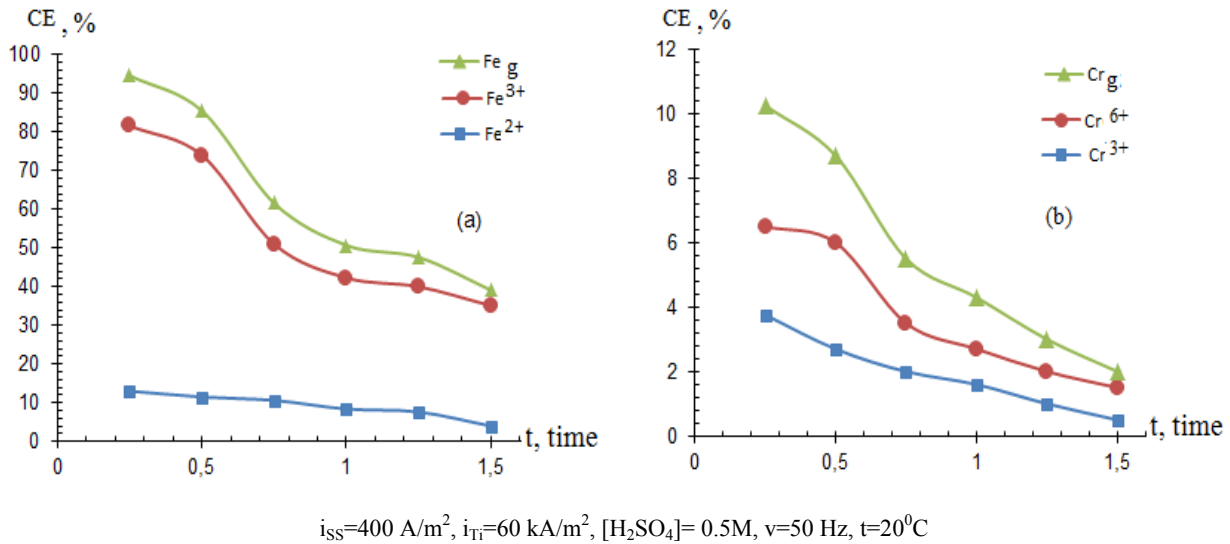 CE , %
100
90
80
70
60
50
40
30
20
10
0
0
0,5
1
1,5
t, time
Fe g
Fe 3+
Fe 2+
(a)
CE , %
12
10
8
6
4
2
0
0
0,5
1
1,5
t, time
Cr g
Cr 6+
Cr 3+
(b)
iSS=400 A/m², iTi=60 kA/m², [H₂SO₄]= 0.5M, v=50 Hz, t=20⁰C